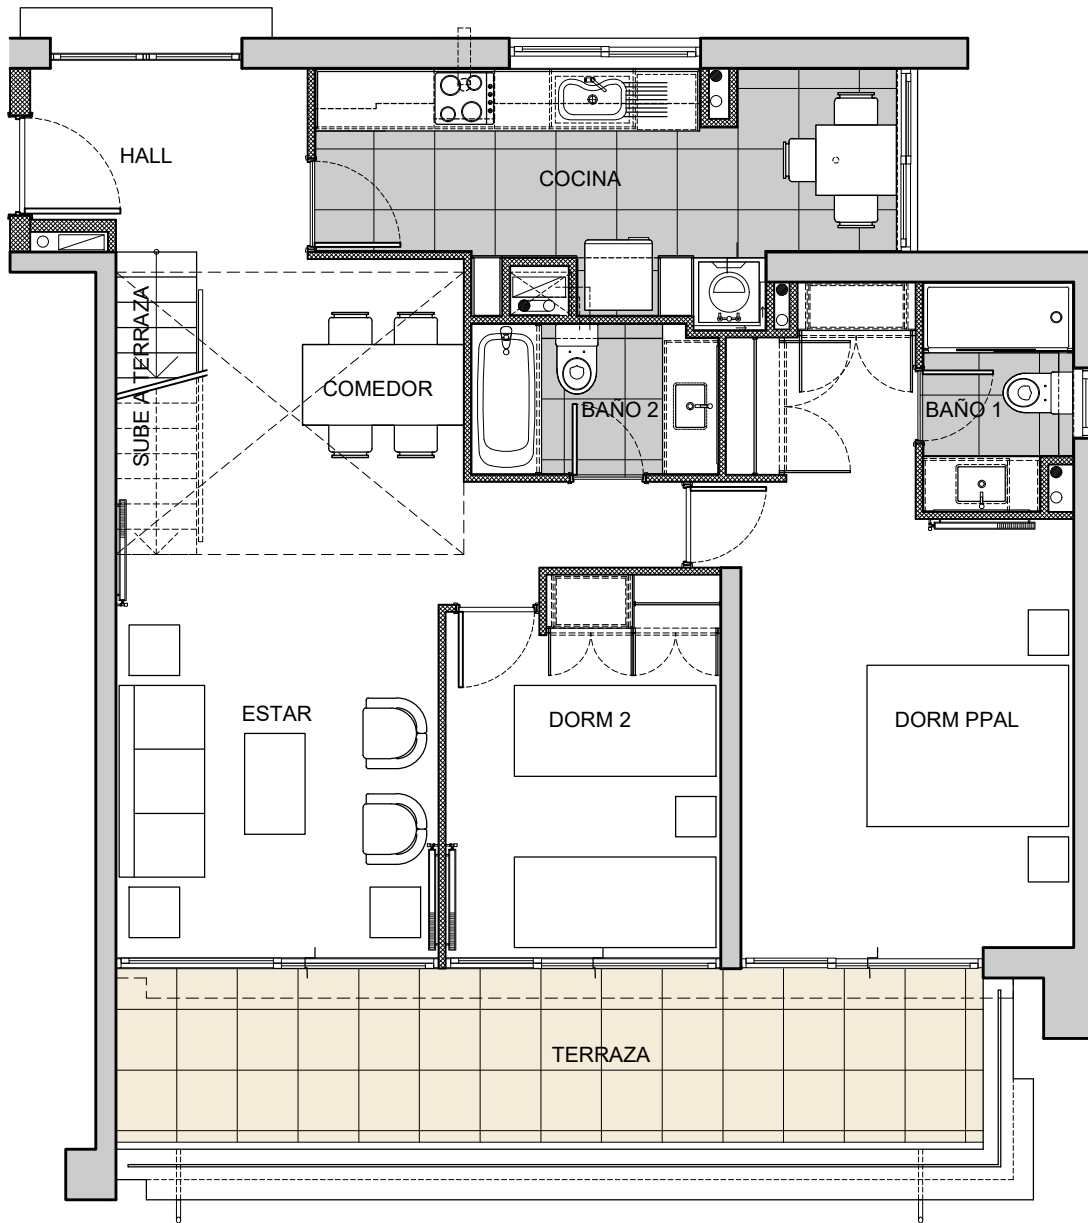 HALL
COCINA
SUBE A TERRAZA
COMEDOR
BAÑO 2
BAÑO 1
ESTAR
DORM 2
DORM PPAL
TERRAZA